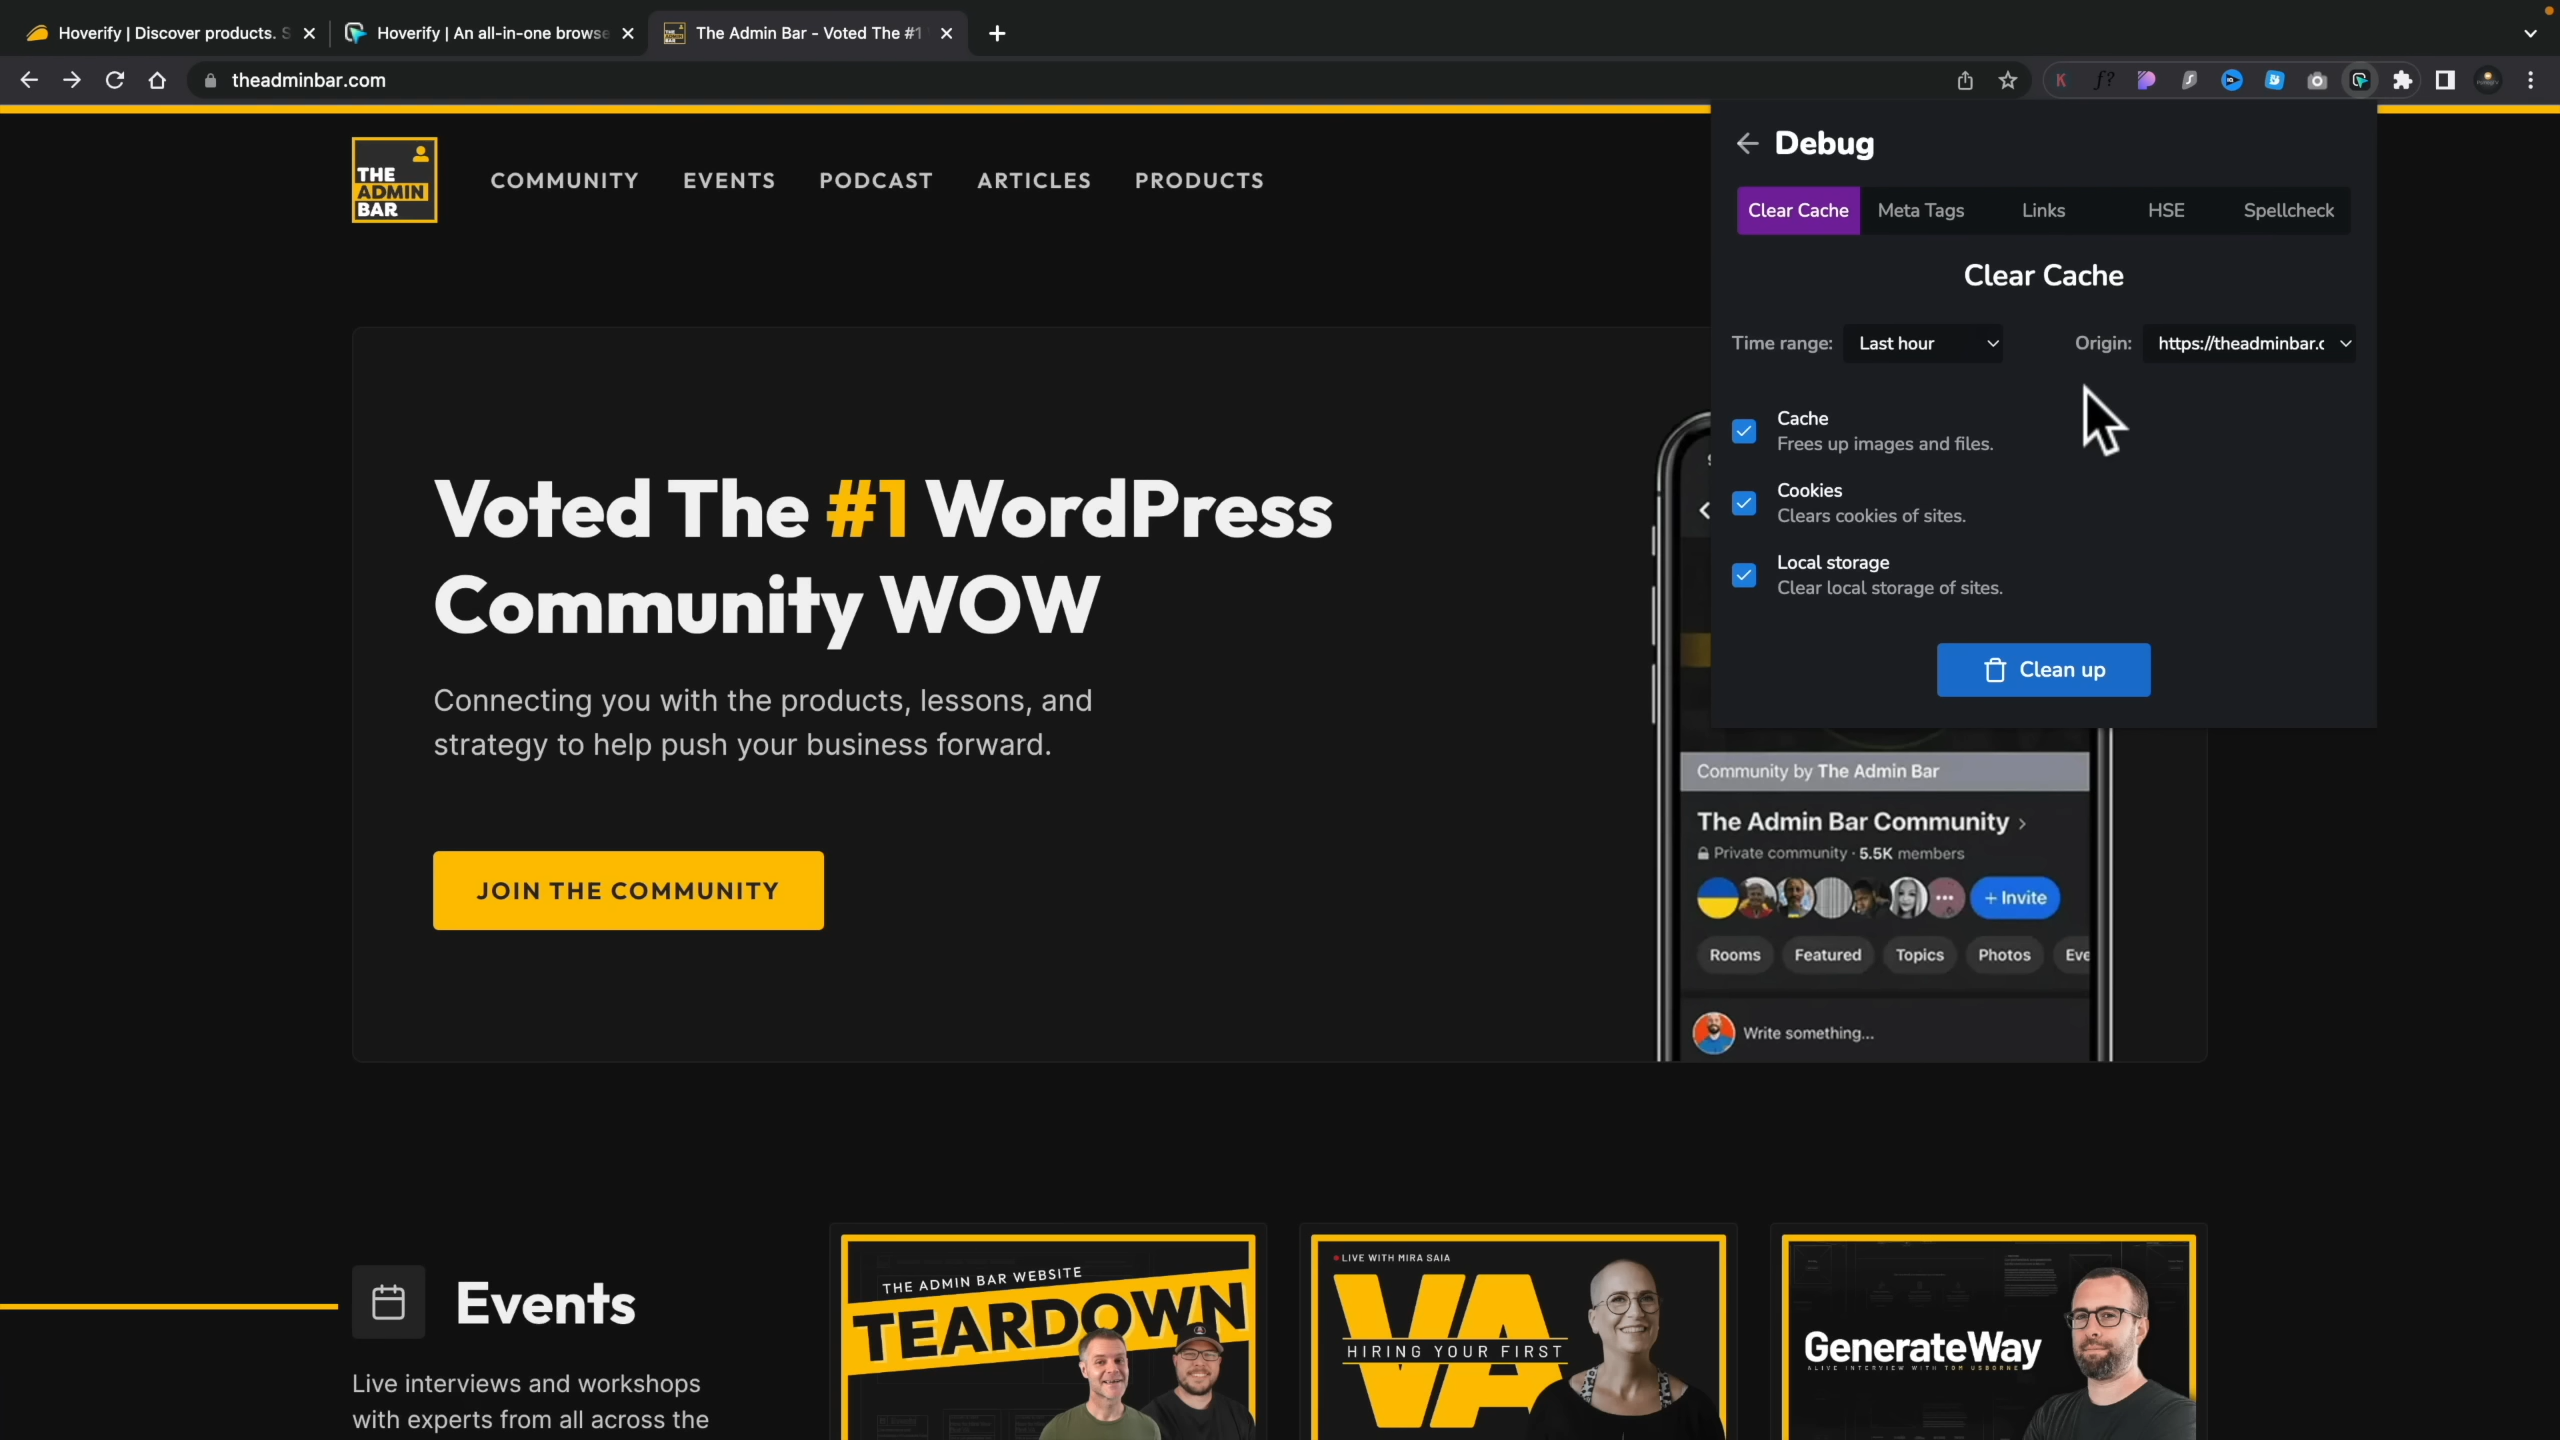 Hoverify | Discover products. S
Hoverify | An all-in-one browse
The Admin Bar - Voted The #1
theadminbar.com
THE
ADMIN
BAR
COMMUNITY
EVENTS
PODCAST
ARTICLES
PRODUCTS
Debug
Clear Cache
Meta Tags
Links
HSE
Spellcheck
Clear Cache
Time range:
Last hour
Origin:
https://theadminbar.c
Cache
Frees up images and files.
Cookies
Clears cookies of sites.
Local storage
Clear local storage of sites.
Clean up
Voted The #1 WordPress
Community WOW
Connecting you with the products, lessons, and
strategy to help push your business forward.
JOIN THE COMMUNITY
Community by The Admin Bar
The Admin Bar Community
Private community · 5.5K members
+ Invite
Rooms
Featured
Topics
Photos
Eve
Write something...
Events
Live interviews and workshops
with experts from all across the
THE ADMIN BAR WEBSITE
TEARDOWN
LIVE WITH MIRA SAIA
VA
HIRING YOUR FIRST
GenerateWay
A LIVE INTERVIEW WITH TOM USBORNE